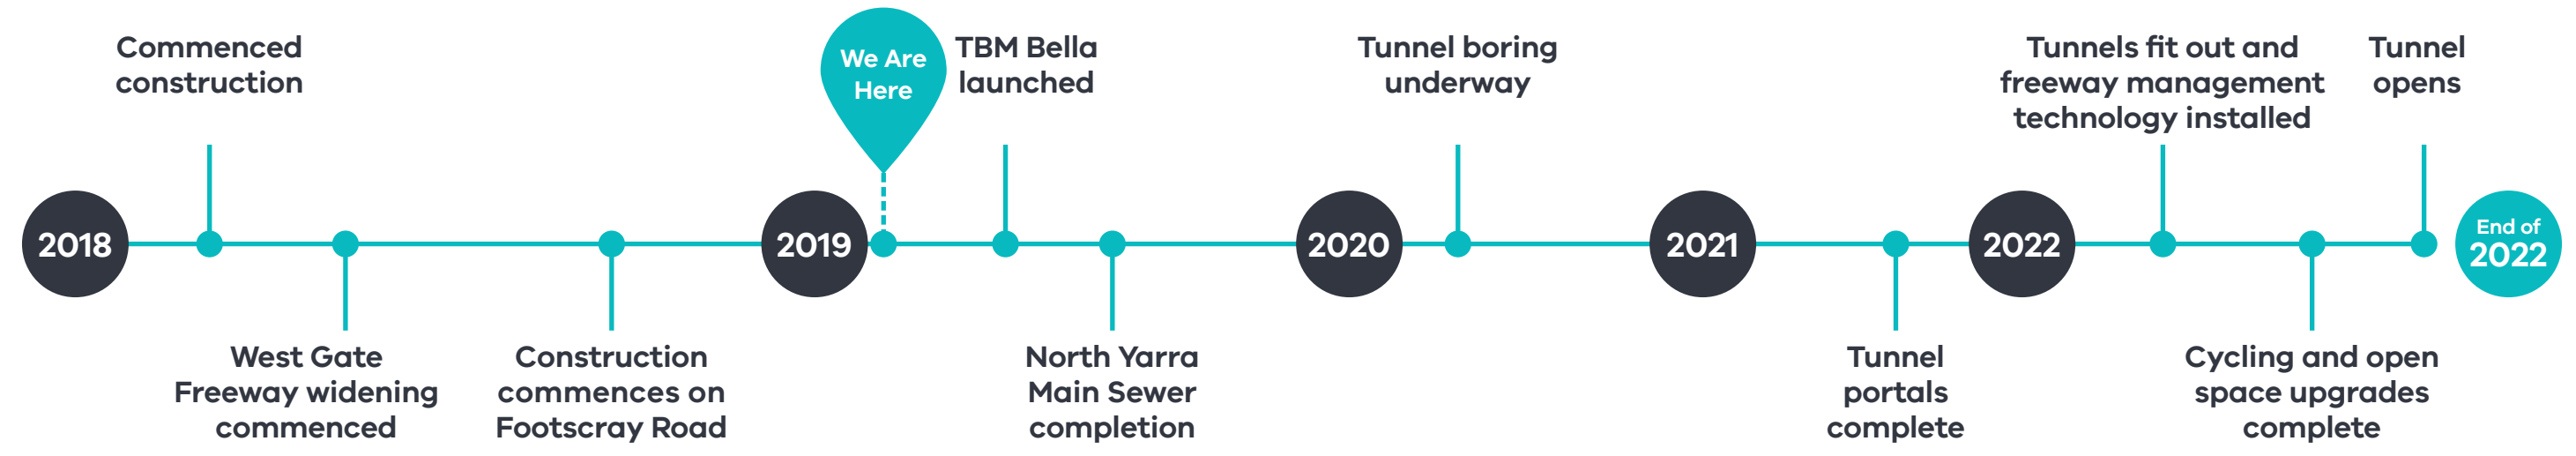 Commenced
construction
We Are
Here
TBM Bella
launched
Tunnel boring
underway
Tunnels fit out and
freeway management
technology installed
Tunnel
opens
2018
2019
2020
2021
2022
End of
2022
West Gate
Freeway widening
commenced
Construction
commences on
Footscray Road
North Yarra
Main Sewer
completion
Tunnel
portals
complete
Cycling and open
space upgrades
complete